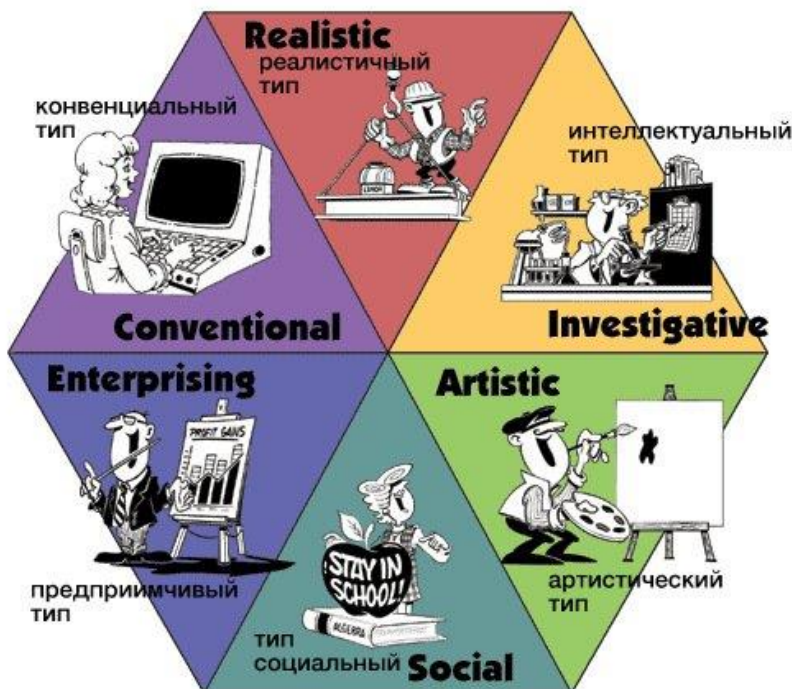 Realistic
реалистичный
тип
конвенциальный
тип
интеллектуальный
тип
Conventional
Investigative
Enterprising
Artistic
PROFIT GAINS
предприимчивый
тип
STAY IN
SCHOOL!
ALGEBRA
артистический
тип
тип
социальный
Social